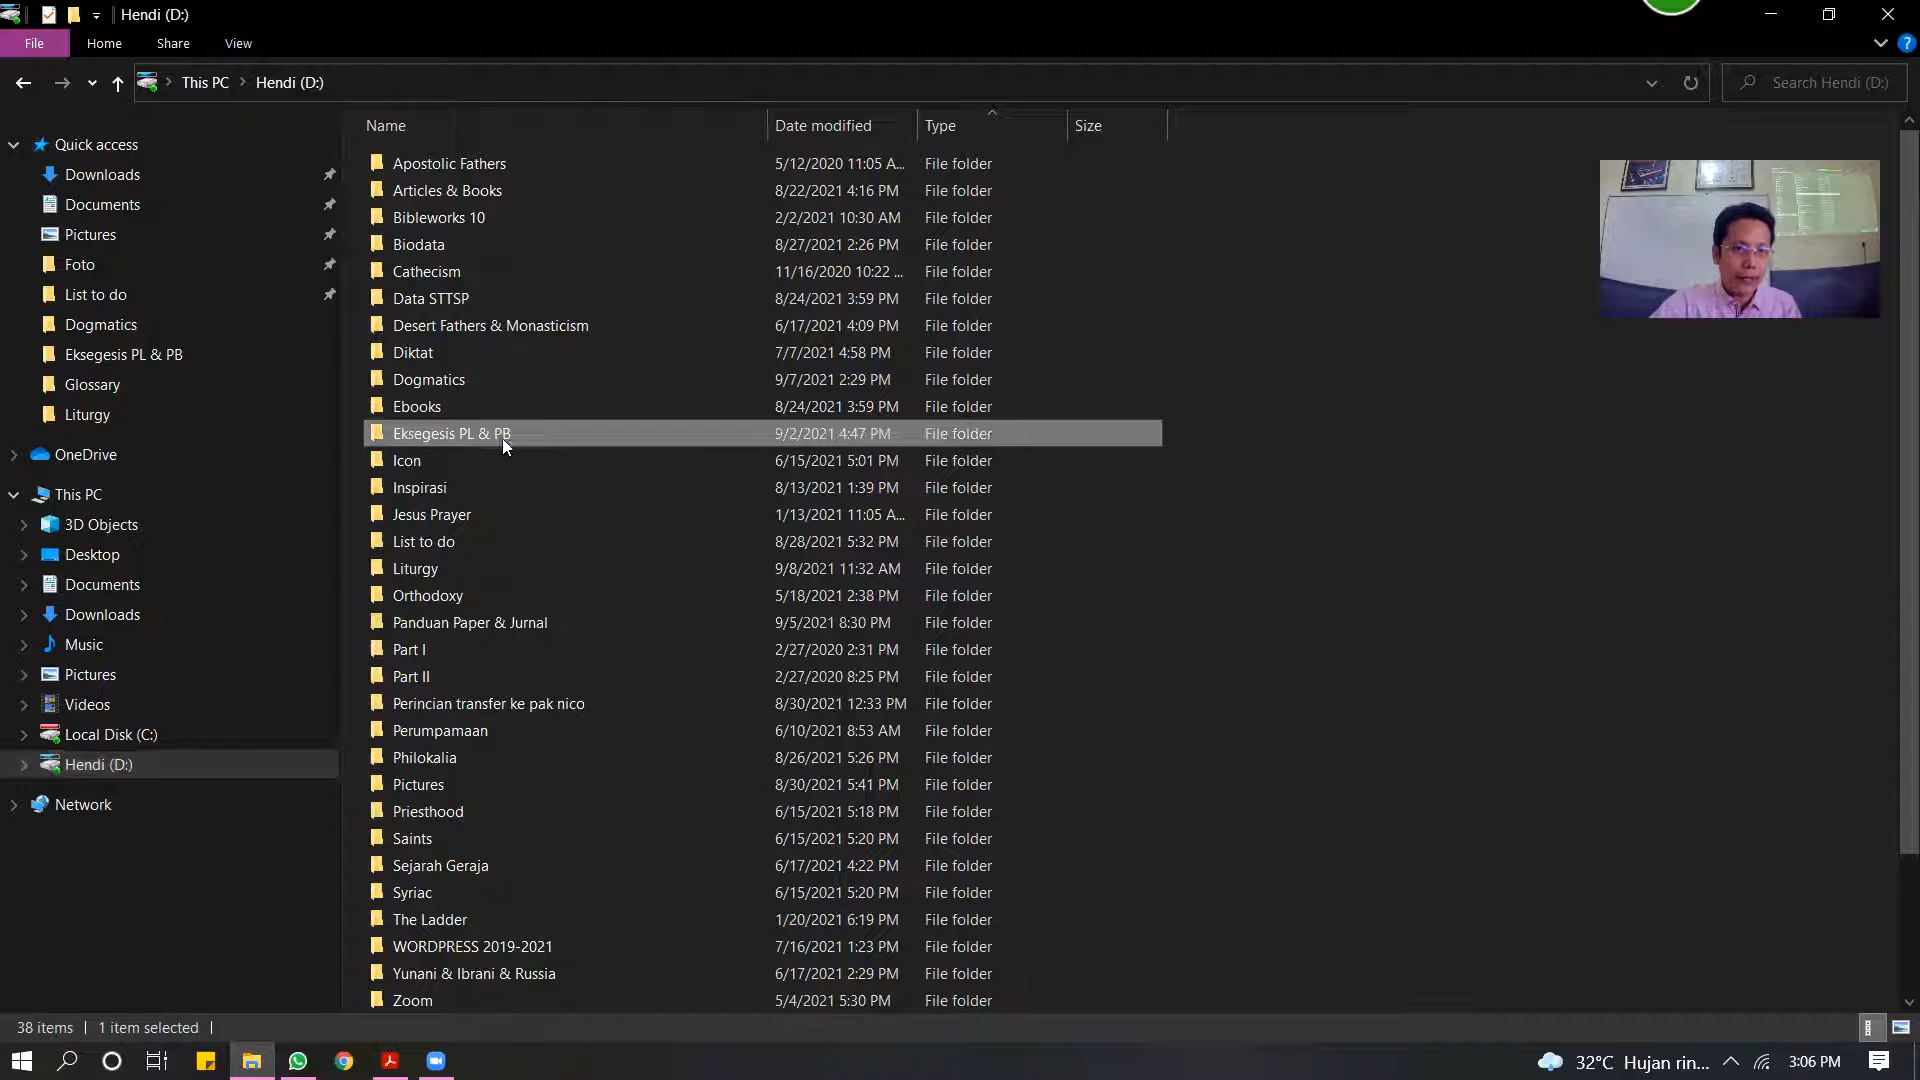 Hendi (D:)
File Home Share View
This PC Hendi (D:) Search Hendi (D:)
Name Date modified Type Size
Quick access
Downloads
Documents
Pictures
Foto
List to do
Dogmatics
Eksegesis PL & PB
Glossary
Liturgy
OneDrive
This PC
3D Objects
Desktop
Documents
Downloads
Music
Pictures
Videos
Local Disk (C:)
Hendi (D:)
Network
Apostolic Fathers 5/12/2020 11:05 A... File folder
Articles & Books 8/22/2021 4:16 PM File folder
Bibleworks 10 2/2/2021 10:30 AM File folder
Biodata 8/27/2021 2:26 PM File folder
Cathecism 11/16/2020 10:22 ... File folder
Data STTSP 8/24/2021 3:59 PM File folder
Desert Fathers & Monasticism 6/17/2021 4:09 PM File folder
Diktat 7/7/2021 4:58 PM File folder
Dogmatics 9/7/2021 2:29 PM File folder
Ebooks 8/24/2021 3:59 PM File folder
Eksegesis PL & PB 9/2/2021 4:47 PM File folder
Icon 6/15/2021 5:01 PM File folder
Inspirasi 8/13/2021 1:39 PM File folder
Jesus Prayer 1/13/2021 11:05 A... File folder
List to do 8/28/2021 5:32 PM File folder
Liturgy 9/8/2021 11:32 AM File folder
Orthodoxy 5/18/2021 2:38 PM File folder
Panduan Paper & Jurnal 9/5/2021 8:30 PM File folder
Part I 2/27/2020 2:31 PM File folder
Part II 2/27/2020 8:25 PM File folder
Perincian transfer ke pak nico 8/30/2021 12:33 PM File folder
Perumpamaan 6/10/2021 8:53 AM File folder
Philokalia 8/26/2021 5:26 PM File folder
Pictures 8/30/2021 5:41 PM File folder
Priesthood 6/15/2021 5:18 PM File folder
Saints 6/15/2021 5:20 PM File folder
Sejarah Geraja 6/17/2021 4:22 PM File folder
Syriac 6/15/2021 5:20 PM File folder
The Ladder 1/20/2021 6:19 PM File folder
WORDPRESS 2019-2021 7/16/2021 1:23 PM File folder
Yunani & Ibrani & Russia 6/17/2021 2:29 PM File folder
Zoom 5/4/2021 5:30 PM File folder
38 items 1 item selected
32°C Hujan rin... 3:06 PM